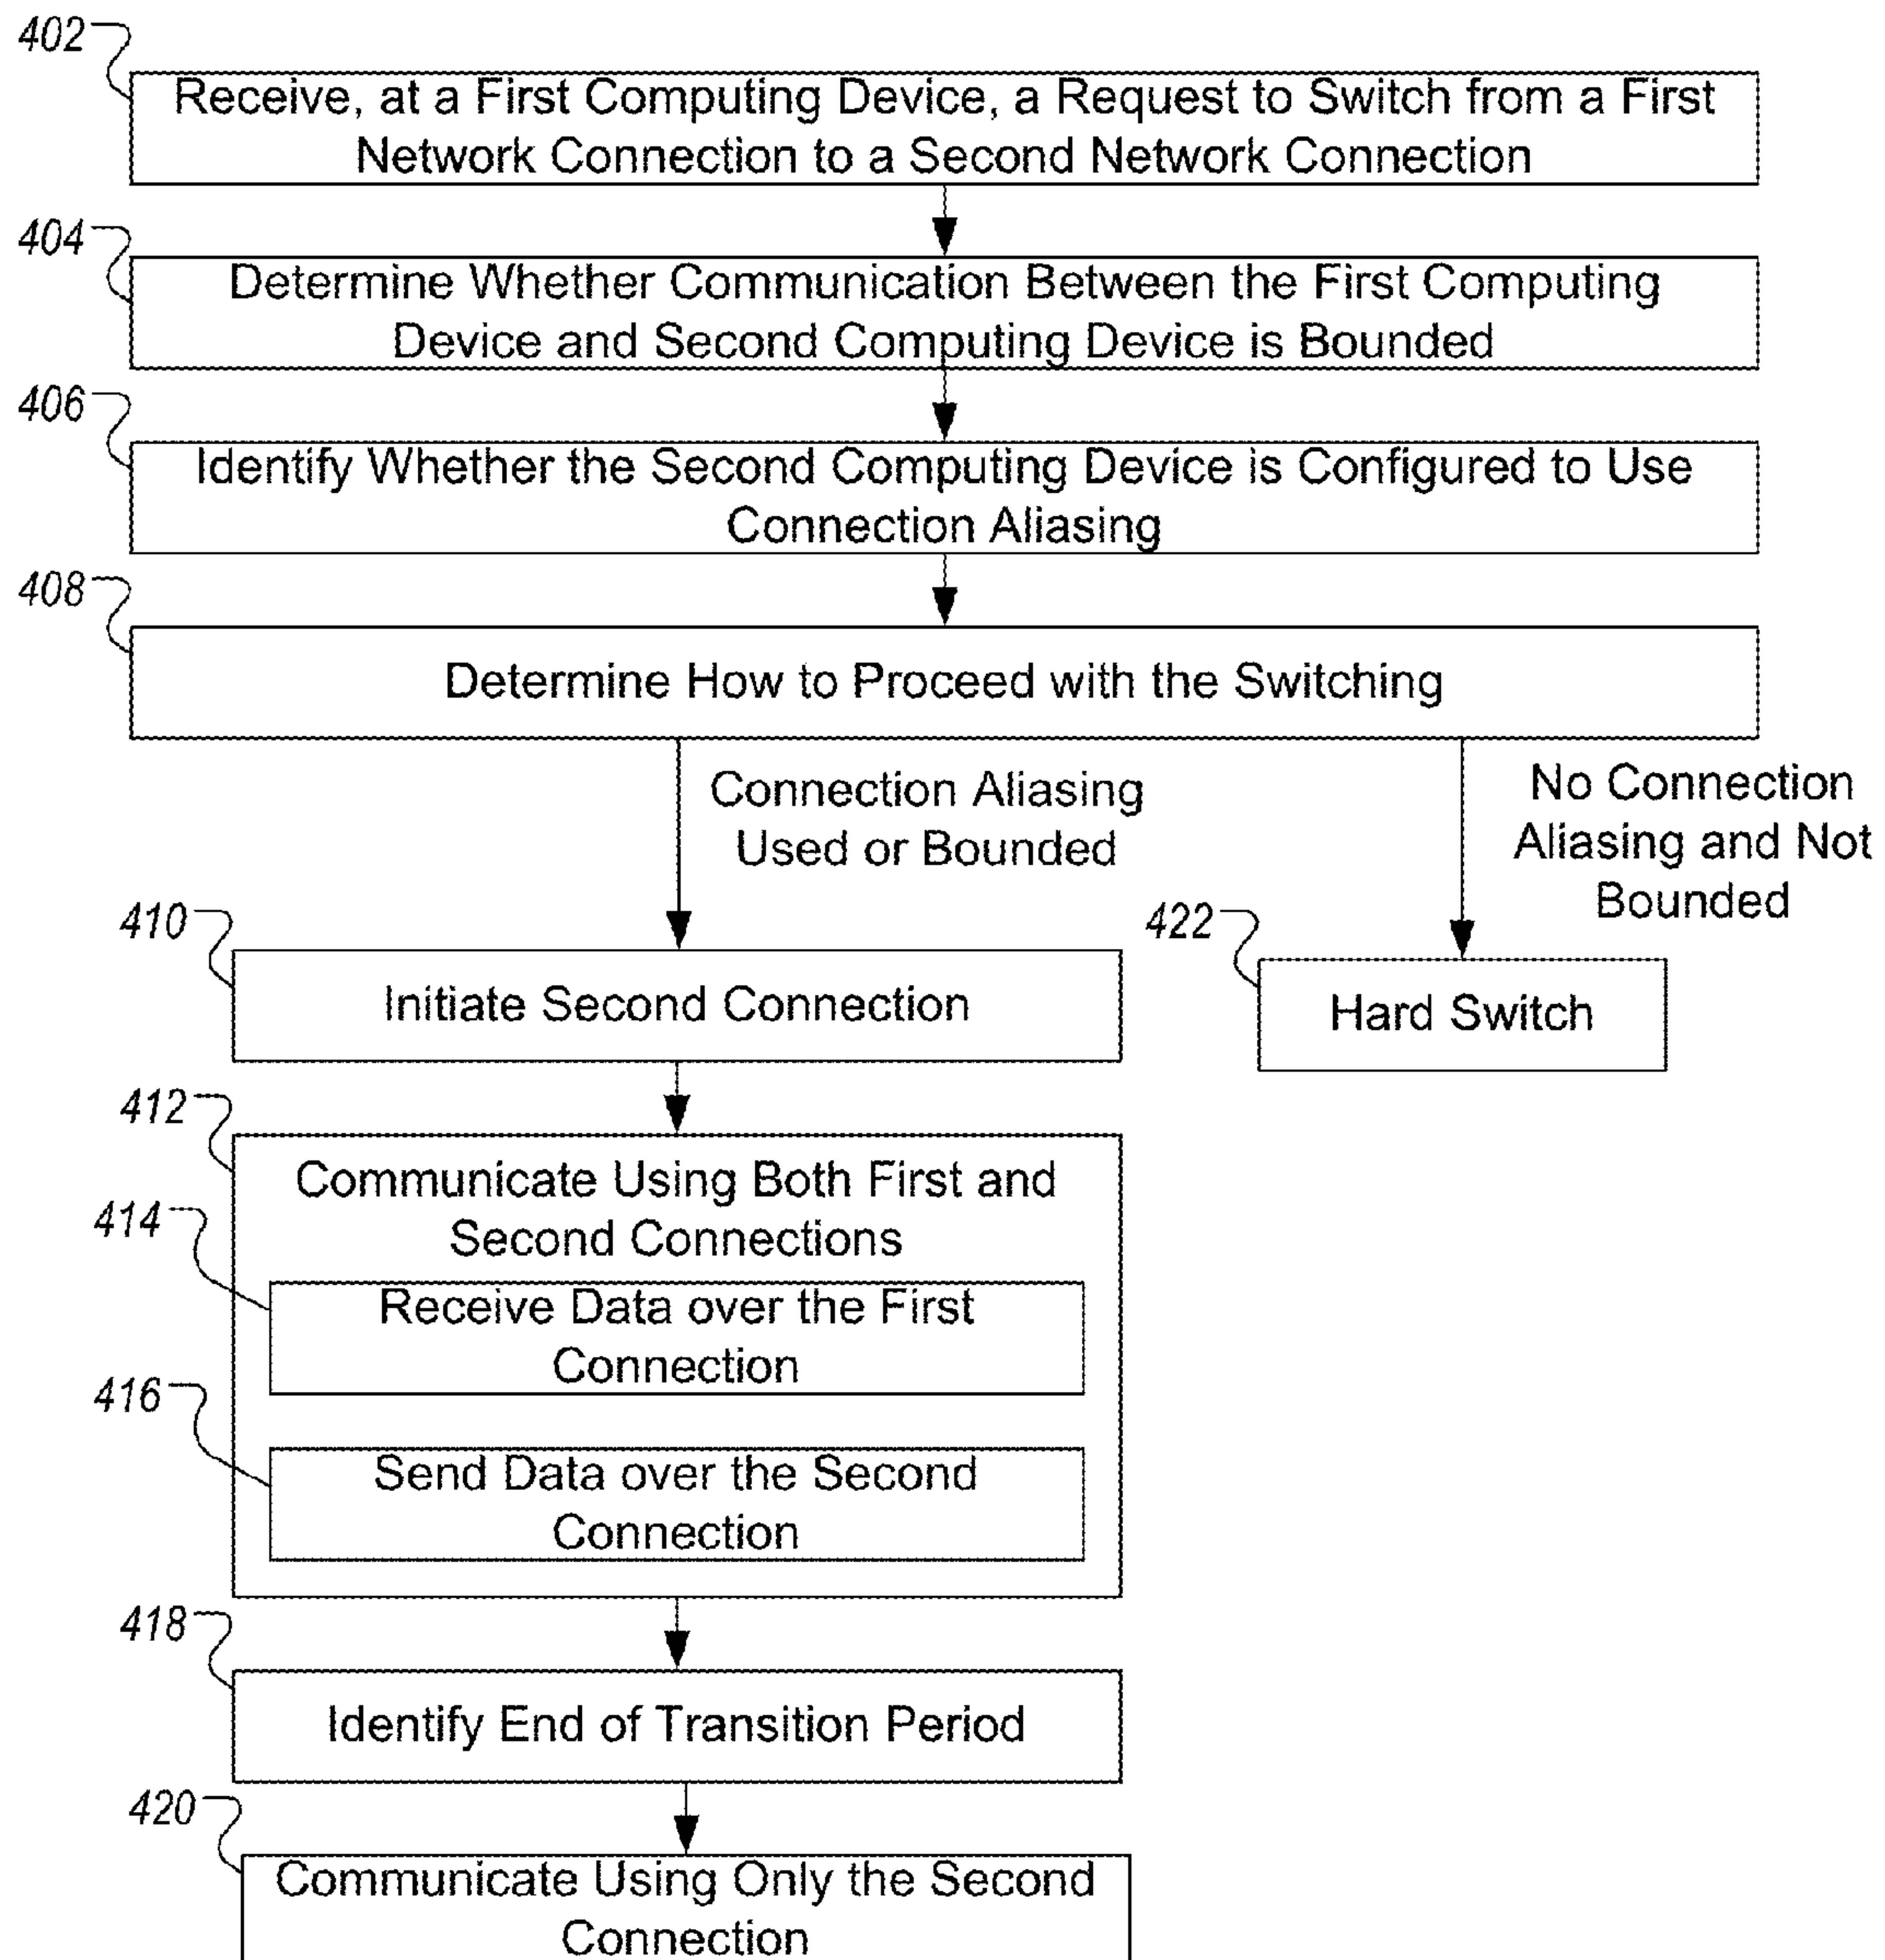 402
Receive, at a First Computing Device, a Request to Switch from a First
Network Connection to a Second Network Connection
404
Determine Whether Communication Between the First Computing
Device and Second Computing Device is Bounded
406
Identify Whether the Second Computing Device is Configured to Use
Connection Aliasing
408
Determine How to Proceed with the Switching
Connection Aliasing
Used or Bounded
No Connection
Aliasing and Not
Bounded
410
Initiate Second Connection
422
Hard Switch
412
Communicate Using Both First and
Second Connections
414
Receive Data over the First
Connection
416
Send Data over the Second
Connection
418
Identify End of Transition Period
420
Communicate Using Only the Second
Connection